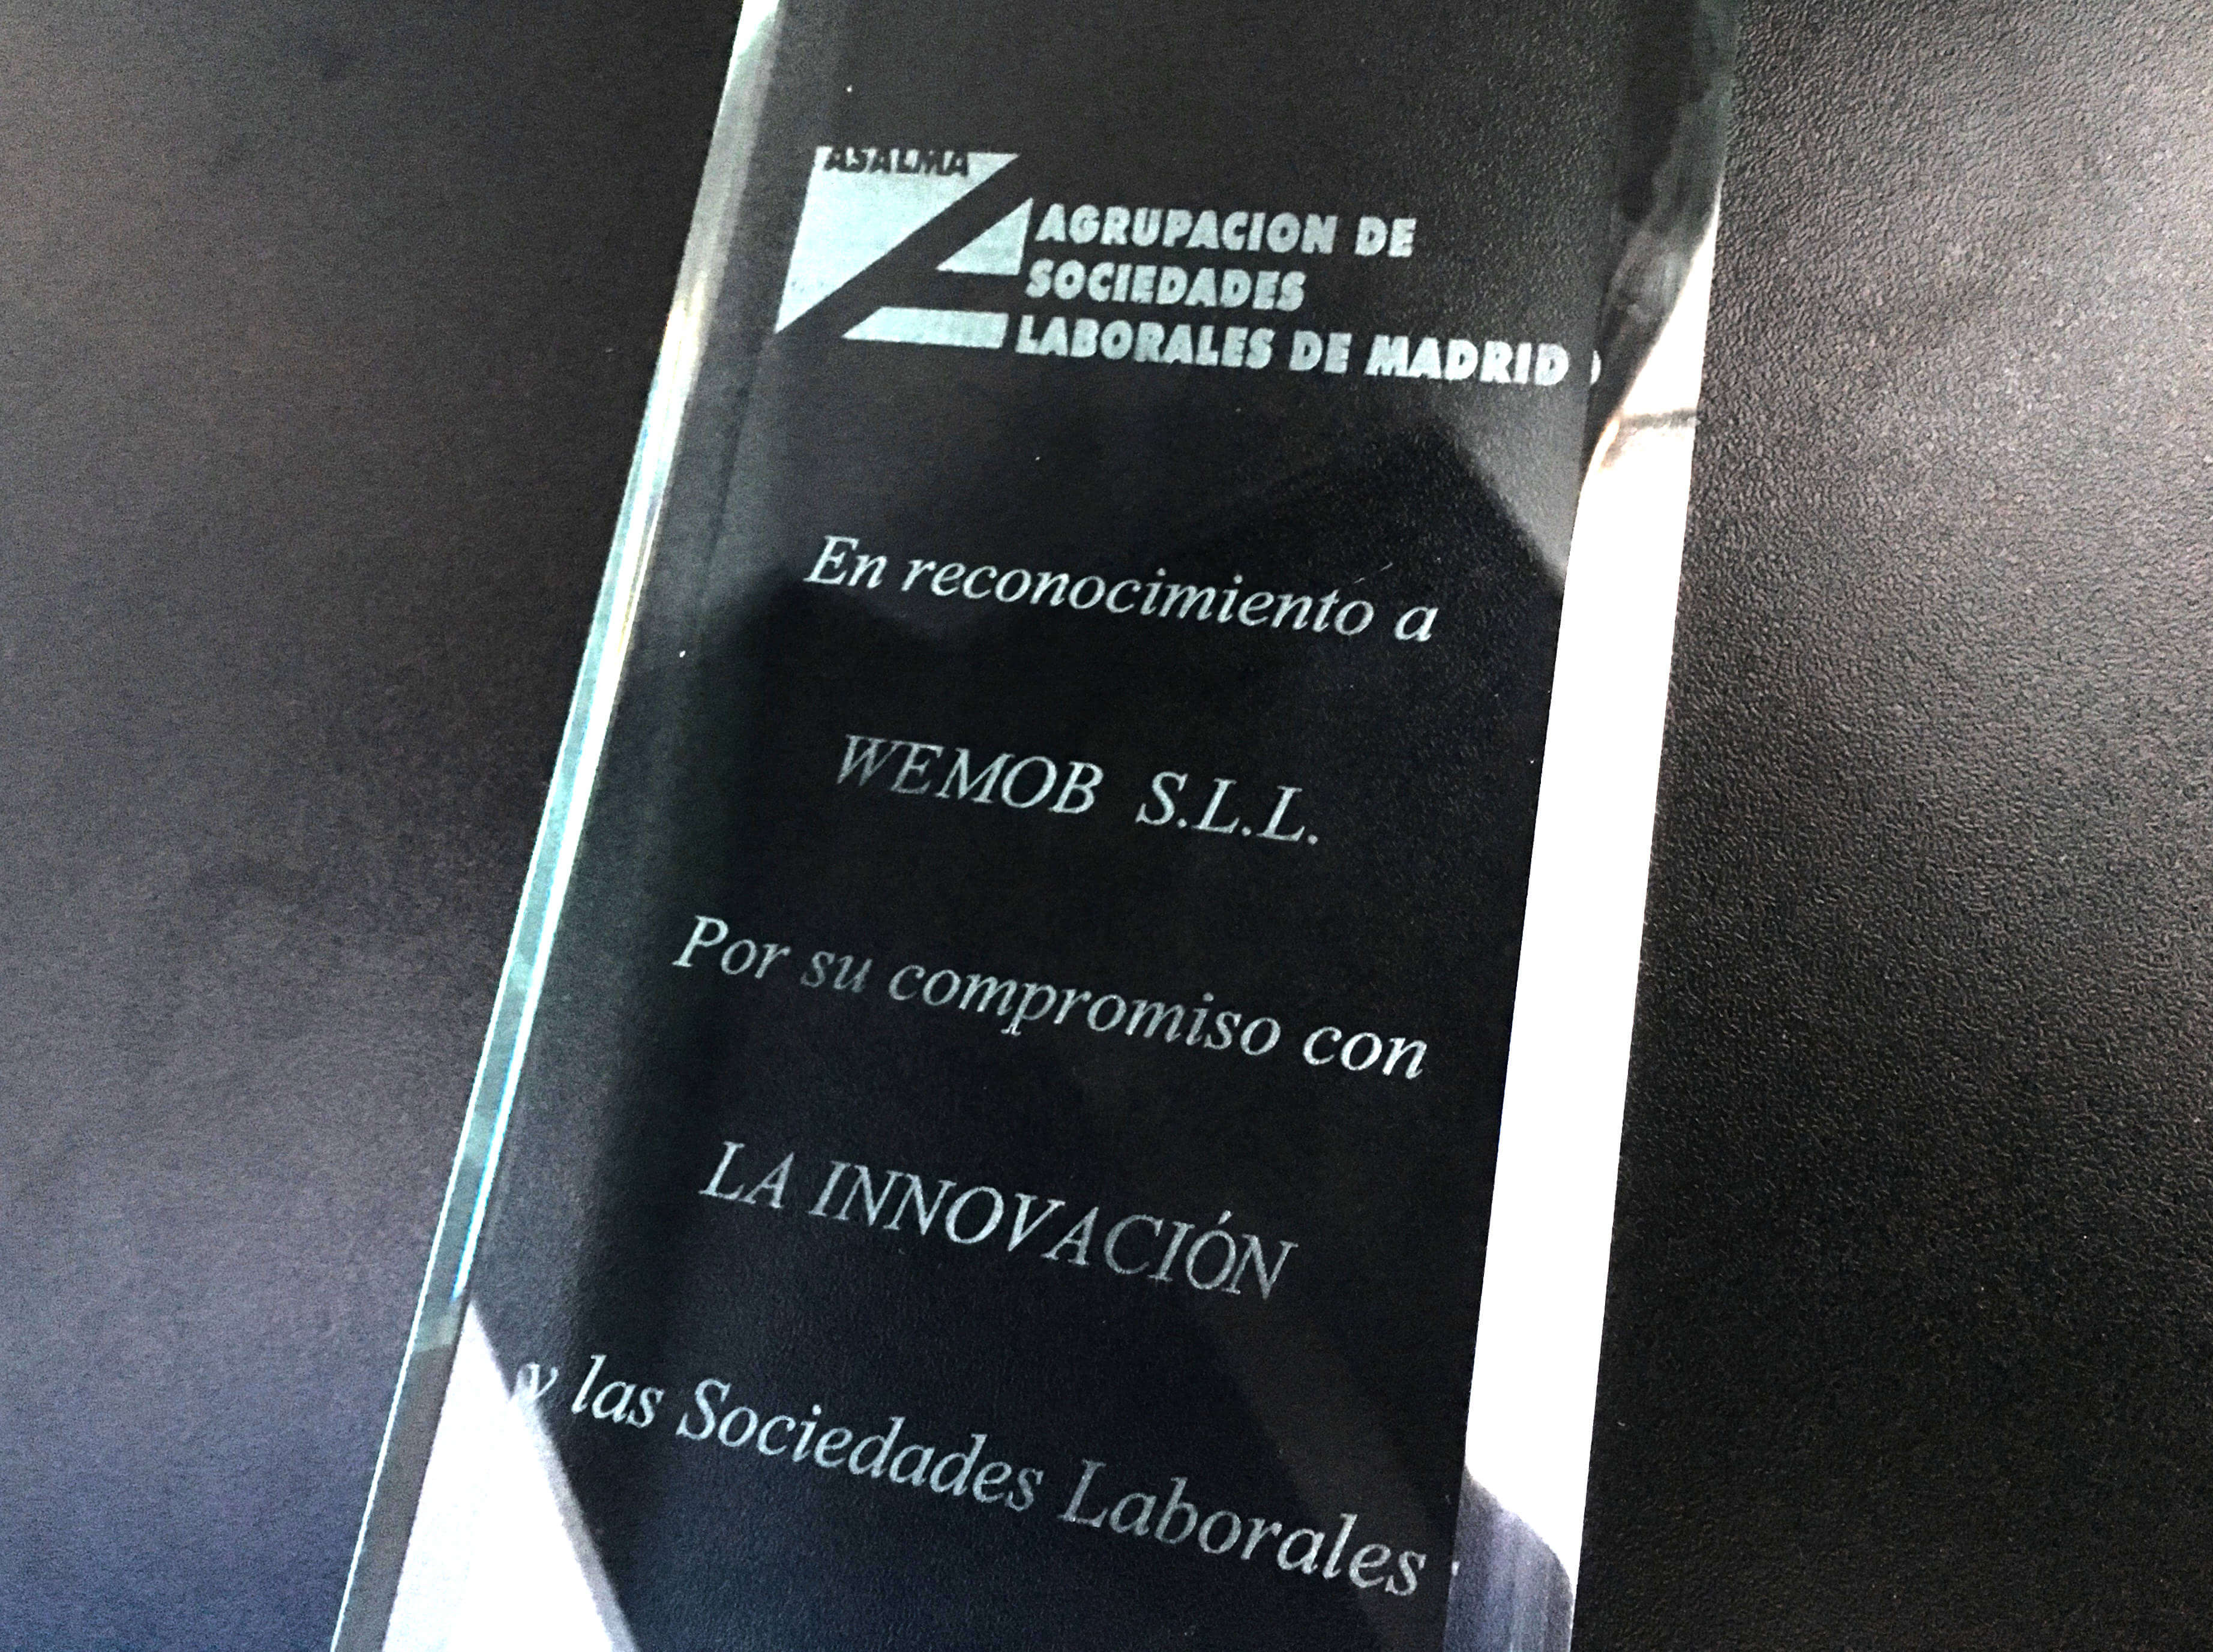 ASALMA
AGRUPACION DE
SOCIEDADES
LABORALES DE MADRID
En reconocimiento a
WEMOB S.L.L.
Por su compromiso con
LA INNOVACIÓN
y las Sociedades Laborales